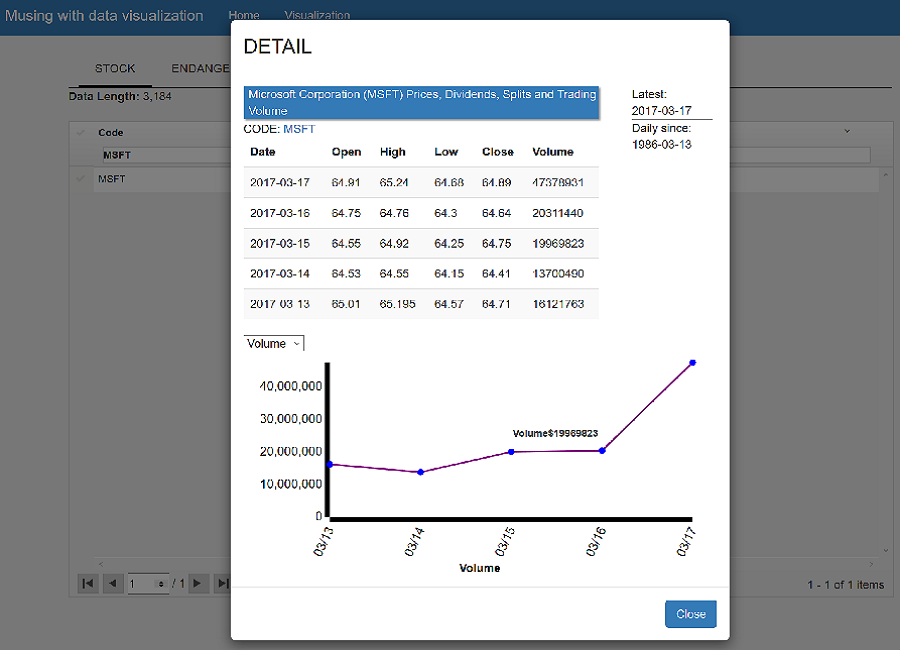 Musing with data visualization Home Visualization
STOCK ENDANGE
Data Length: 3,184
Code
MSFT
MSFT
1 / 1
1 - 1 of 1 items
DETAIL
Microsoft Corporation (MSFT) Prices, Dividends, Splits and Trading
Volume
CODE: MSFT
Latest:
2017-03-17
Daily since:
1986-03-13
Date Open High Low Close Volume
2017-03-17 64.91 65.24 64.68 64.89 47378931
2017-03-16 64.75 64.76 64.3 64.64 20311440
2017-03-15 64.55 64.92 64.25 64.75 19969823
2017-03-14 64.53 64.55 64.15 64.41 13700490
2017-03-13 65.01 65.195 64.57 64.71 16121763
Volume
40,000,000
30,000,000
20,000,000
10,000,000
0
Volume$19969823
03/13 03/14 03/15 03/16 03/17
Volume
Close